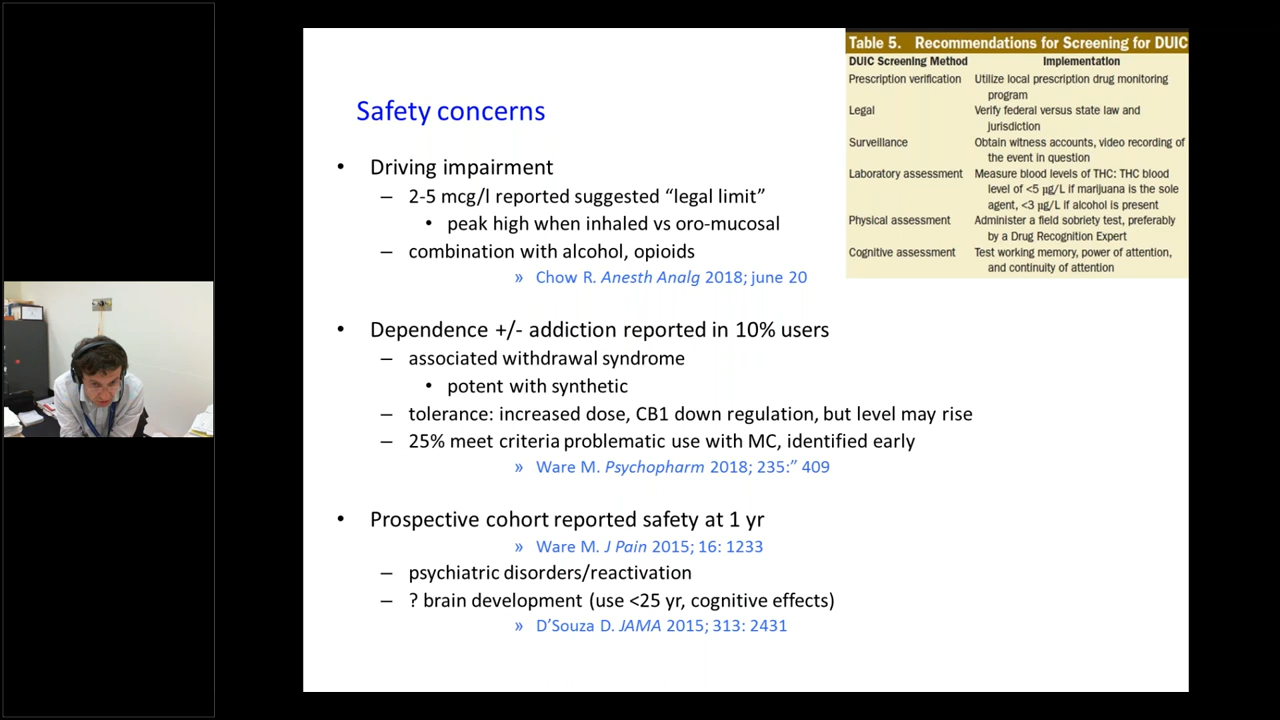 Safety concerns
• Driving impairment
– 2-5 mcg/l reported suggested “legal limit”
• peak high when inhaled vs oro-mucosal
– combination with alcohol, opioids
» Chow R. Anesth Analg 2018; june 20
• Dependence +/- addiction reported in 10% users
– associated withdrawal syndrome
• potent with synthetic
– tolerance: increased dose, CB1 down regulation, but level may rise
– 25% meet criteria problematic use with MC, identified early
» Ware M. Psychopharm 2018; 235:” 409
• Prospective cohort reported safety at 1 yr
» Ware M. J Pain 2015; 16: 1233
– psychiatric disorders/reactivation
– ? brain development (use <25 yr, cognitive effects)
» D’Souza D. JAMA 2015; 313: 2431
Table 5. Recommendations for Screening for DUIC
DUIC Screening Method Implementation
Prescription verification Utilize local prescription drug monitoring
program
Legal Verify federal versus state law and
jurisdiction
Surveillance Obtain witness accounts, video recording of
the event in question
Laboratory assessment Measure blood levels of THC: THC blood
level of <5 μg/L if marijuana is the sole
agent, <3 μg/L if alcohol is present
Physical assessment Administer a field sobriety test, preferably
by a Drug Recognition Expert
Cognitive assessment Test working memory, power of attention,
and continuity of attention